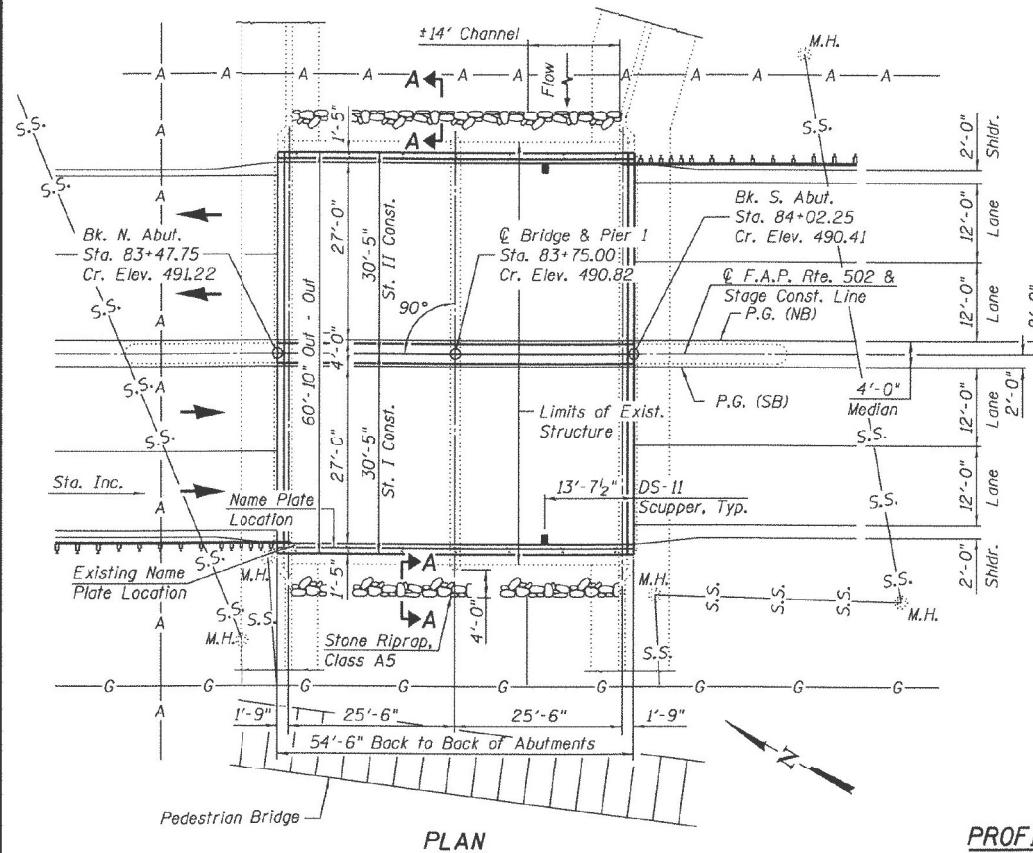 ±14' Channel
Flow
M.H.
A
A
A
A
A
A
A
A
A
A
A
A
A
S.S.
S.S.
1'-5"
2'-0"
Shldr.
S.S.
Bk. N. Abut.
Sta. 83+47.75
Cr. Elev. 491.22
27'-0"
30'-5"
St. II Const.
℄ Bridge & Pier 1
Sta. 83+75.00
Cr. Elev. 490.82
Bk. S. Abut.
Sta. 84+02.25
Cr. Elev. 490.41
12'-0"
Lane
S.S.
90°
℄ F.A.P. Rte. 502 &
Stage Const. Line
P.G. (NB)
12'-0"
Lane
S.S.
A
60'-10" Out - Out
4'-0"
4'-0"
Median
2'-0"
P.G. (SB)
S.S.
27'-0"
30'-5"
St. I Const.
Limits of Exist.
Structure
12'-0"
Lane
S.S.
Sta. Inc.
Name Plate
Location
13'-7½"
DS-11
Scupper, Typ.
12'-0"
Lane
S.S.
Existing Name
Plate Location
M.H.
S.S.
1'-5"
A
A
4'-0"
M.H.
S.S.
S.S.
S.S.
S.S.
M.H.
2'-0"
Shldr.
M.H.
Stone Riprap,
Class A5
S.S.
G
G
G
G
G
G
G
G
G
A
1'-9"
25'-6"
25'-6"
1'-9"
54'-6" Back to Back of Abutments
N
Pedestrian Bridge
PLAN